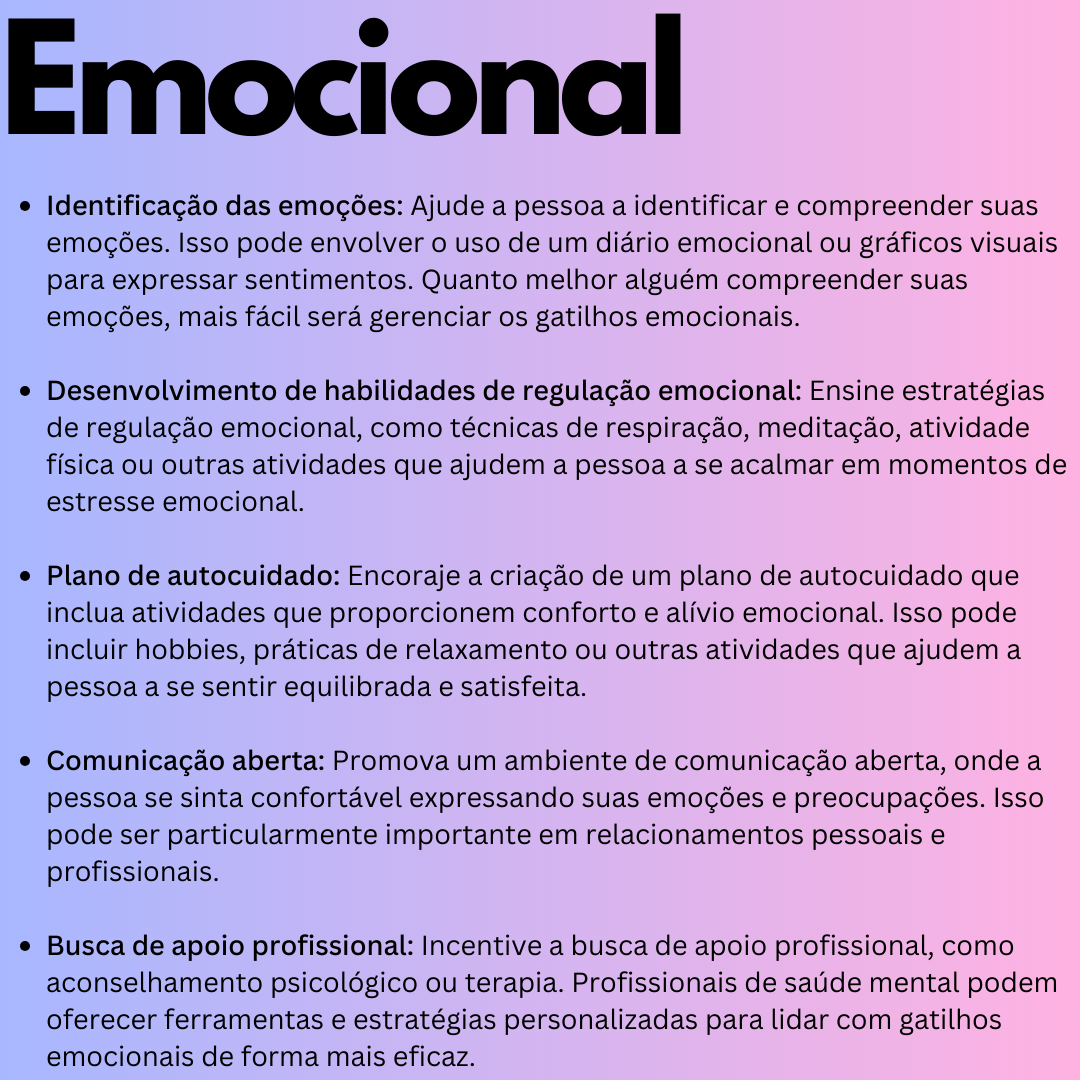 Emocional
• Identificação das emoções: Ajude a pessoa a identificar e compreender suas
emoções. Isso pode envolver o uso de um diário emocional ou gráficos visuais
para expressar sentimentos. Quanto melhor alguém compreender suas
emoções, mais fácil será gerenciar os gatilhos emocionais.
• Desenvolvimento de habilidades de regulação emocional: Ensine estratégias
de regulação emocional, como técnicas de respiração, meditação, atividade
física ou outras atividades que ajudem a pessoa a se acalmar em momentos de
estresse emocional.
• Plano de autocuidado: Encoraje a criação de um plano de autocuidado que
inclua atividades que proporcionem conforto e alívio emocional. Isso pode
incluir hobbies, práticas de relaxamento ou outras atividades que ajudem a
pessoa a se sentir equilibrada e satisfeita.
• Comunicação aberta: Promova um ambiente de comunicação aberta, onde a
pessoa se sinta confortável expressando suas emoções e preocupações. Isso
pode ser particularmente importante em relacionamentos pessoais e
profissionais.
• Busca de apoio profissional: Incentive a busca de apoio profissional, como
aconselhamento psicológico ou terapia. Profissionais de saúde mental podem
oferecer ferramentas e estratégias personalizadas para lidar com gatilhos
emocionais de forma mais eficaz.